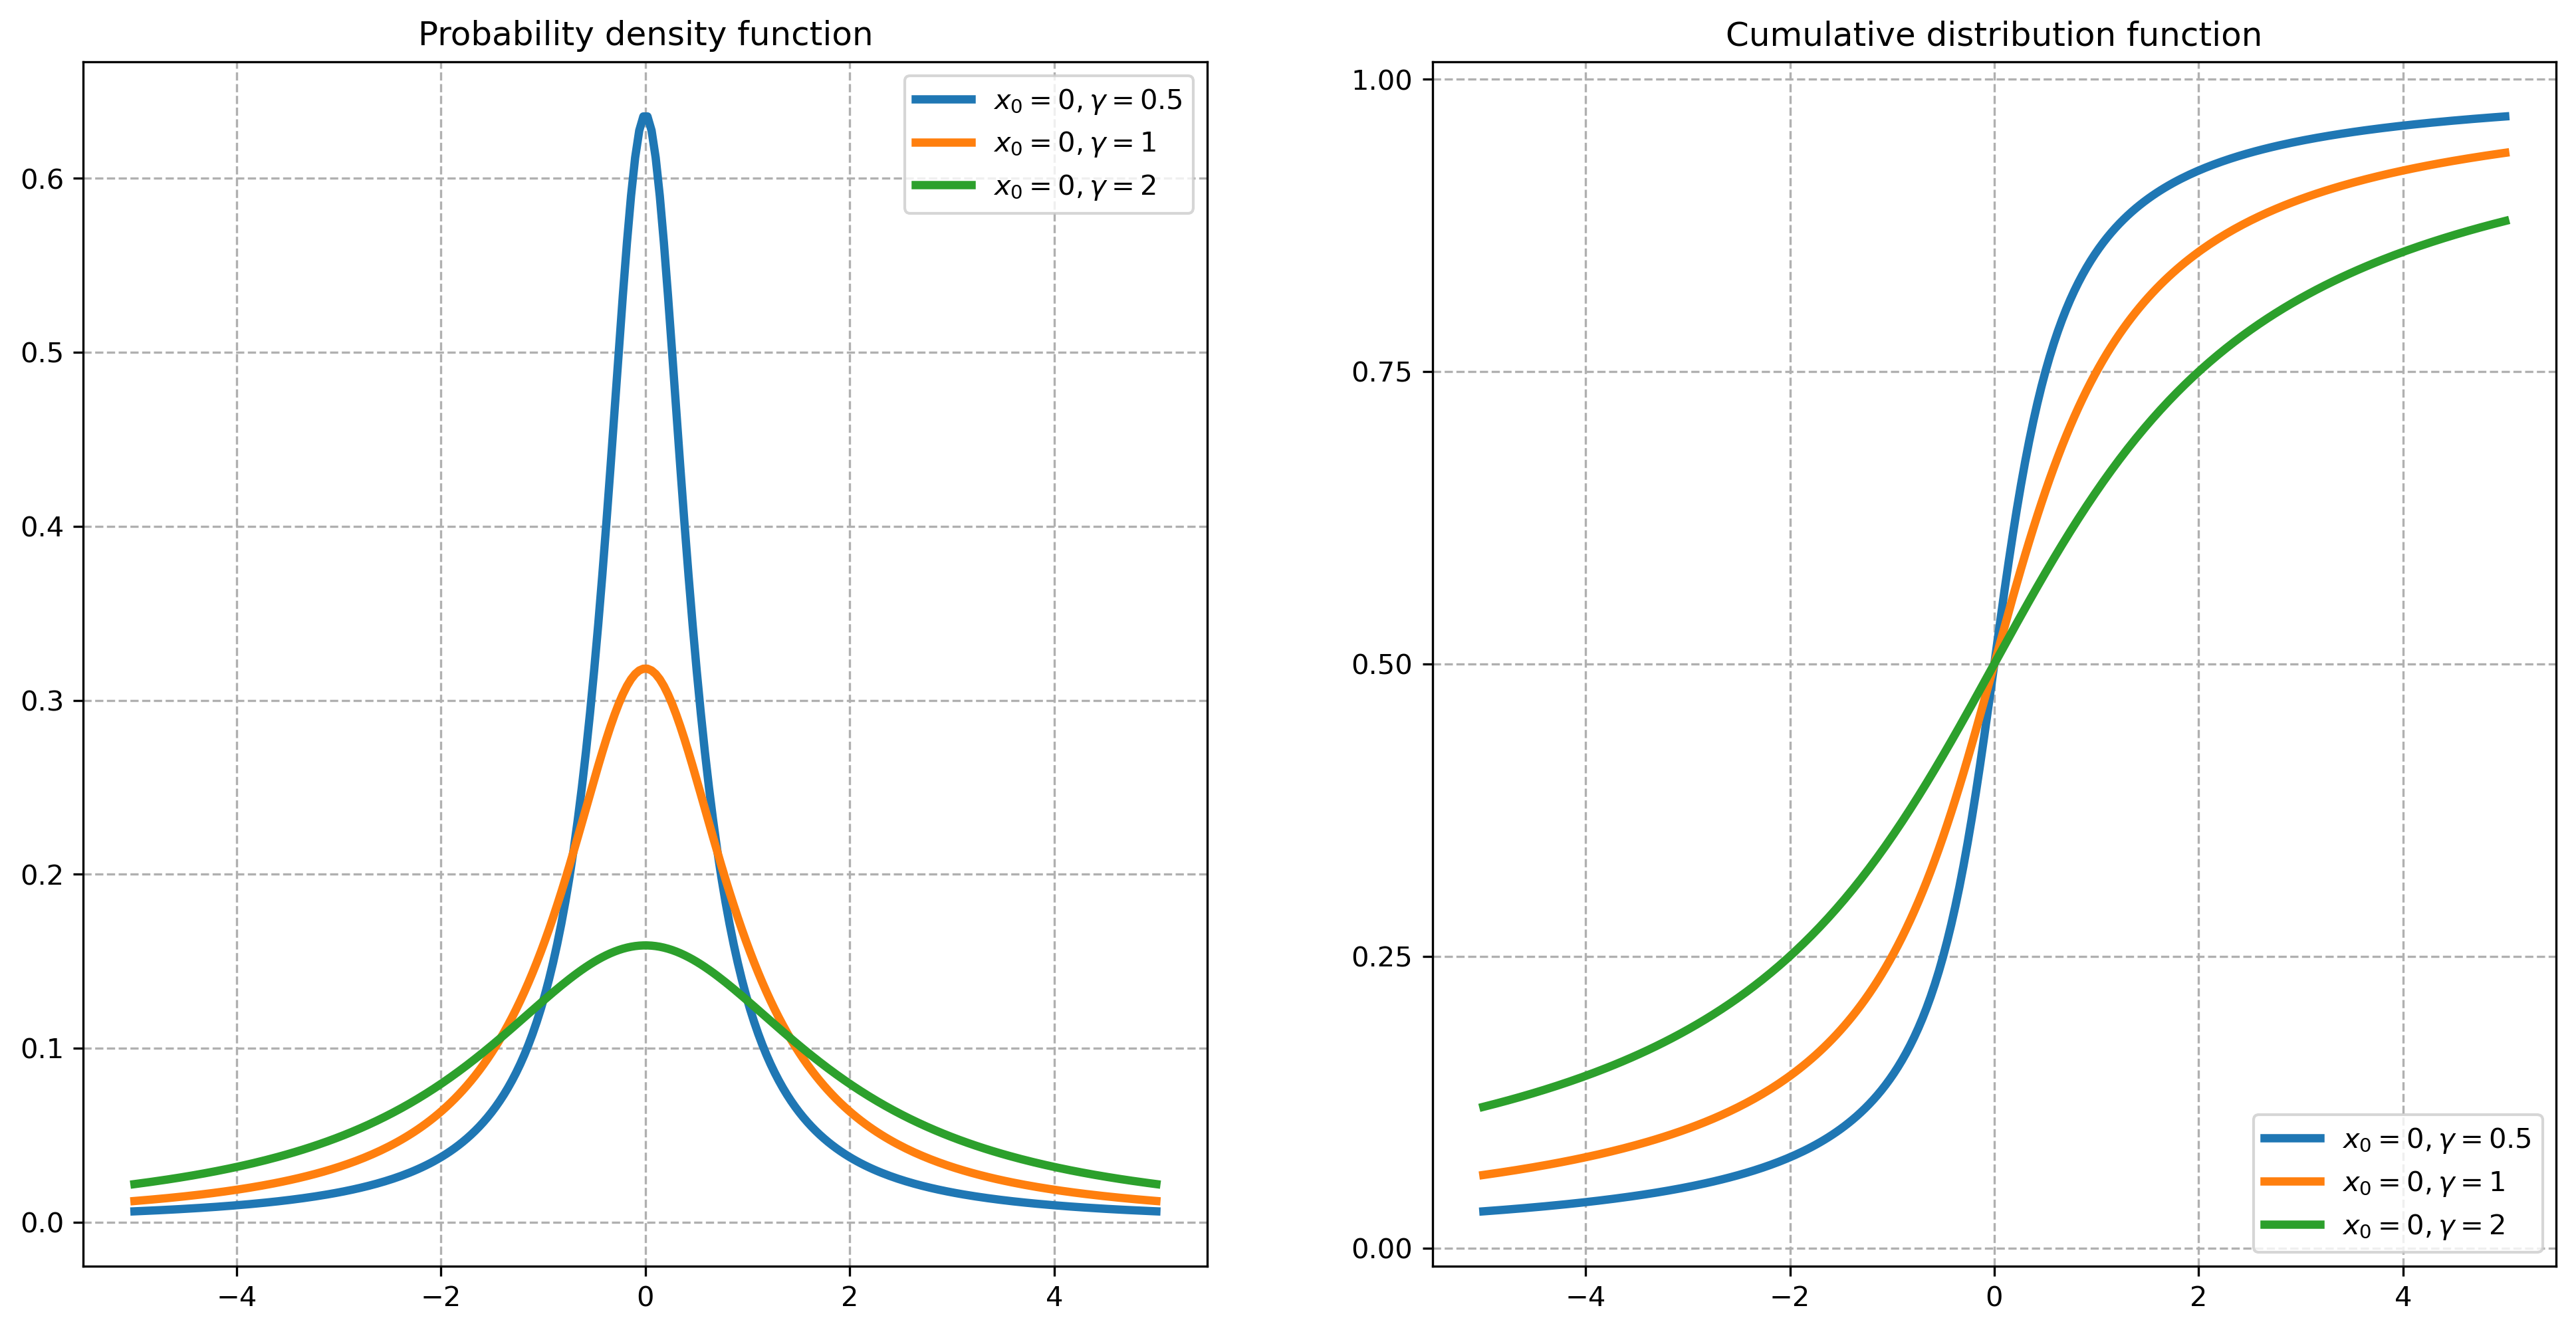 Probability density function
0.6
0.5
0.4
0.3
0.2
0.1
0.0
−4 −2 0 2 4
x₀ = 0, γ = 0.5
x₀ = 0, γ = 1
x₀ = 0, γ = 2
Cumulative distribution function
1.00
0.75
0.50
0.25
0.00
−4 −2 0 2 4
x₀ = 0, γ = 0.5
x₀ = 0, γ = 1
x₀ = 0, γ = 2